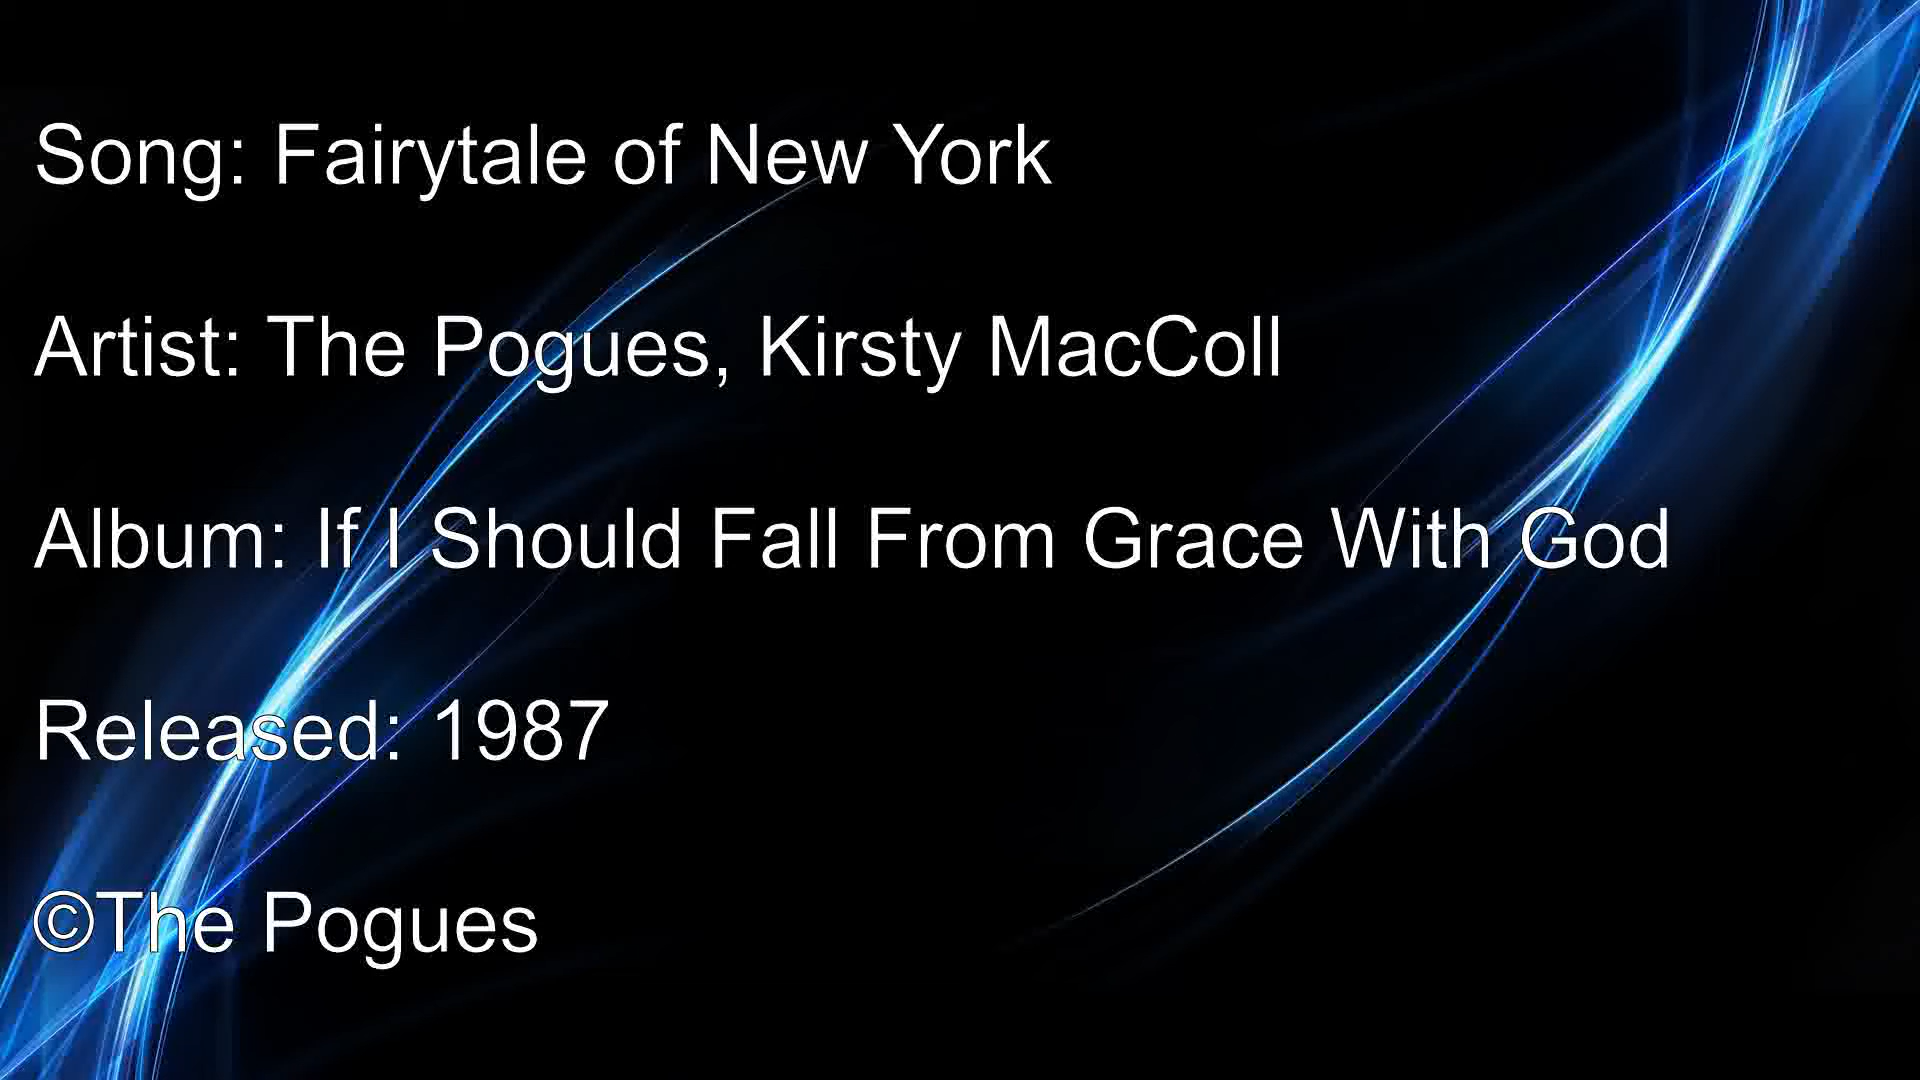 Song: Fairytale of New York
Artist: The Pogues, Kirsty MacColl
Album: If I Should Fall From Grace With God
Released: 1987
©The Pogues